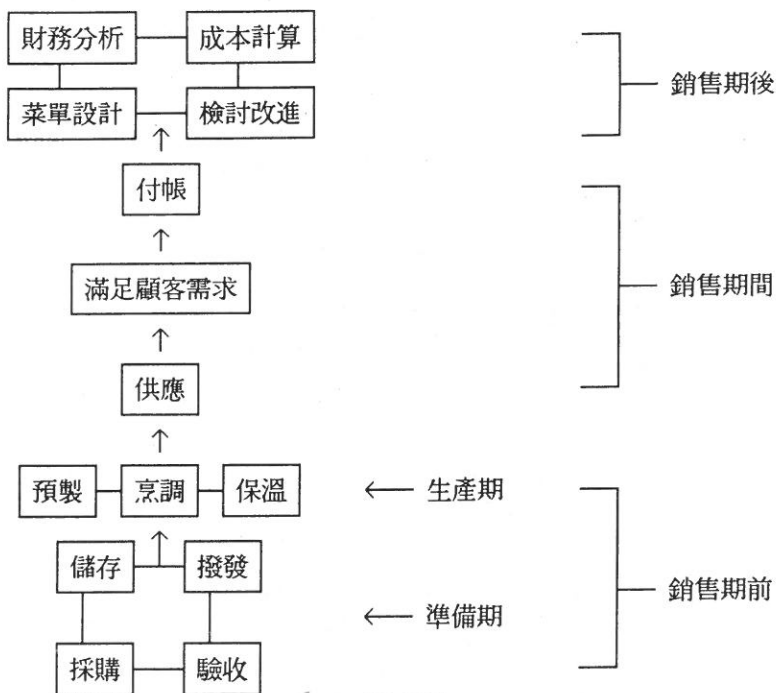 財務分析 成本計算
銷售期後
菜單設計 檢討改進
付帳
滿足顧客需求 銷售期間
供應
預製 烹調 保溫 生產期
儲存 撥發
銷售期前
準備期
採購 驗收